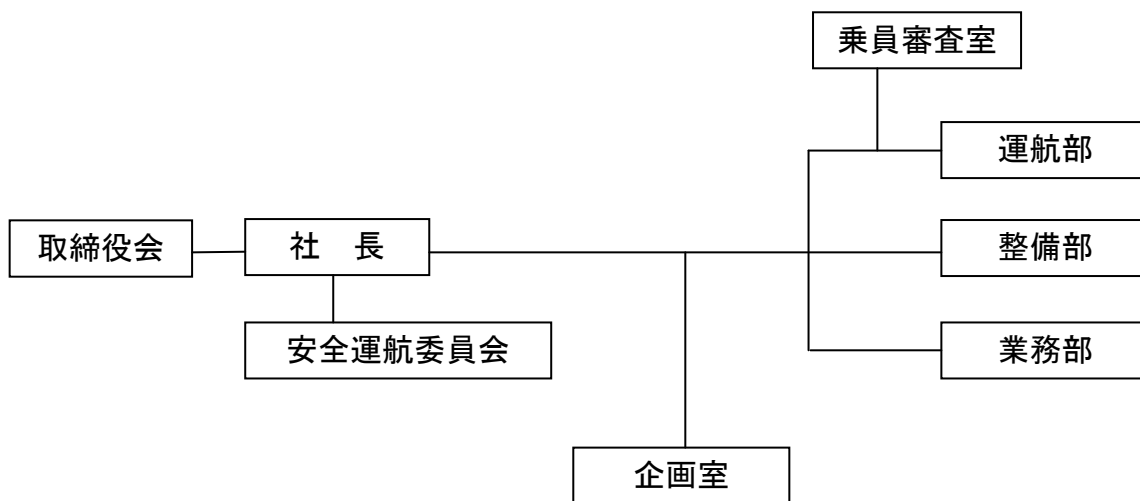 乗員審査室
運航部
取締役会
社　長
整備部
安全運航委員会
業務部
企画室